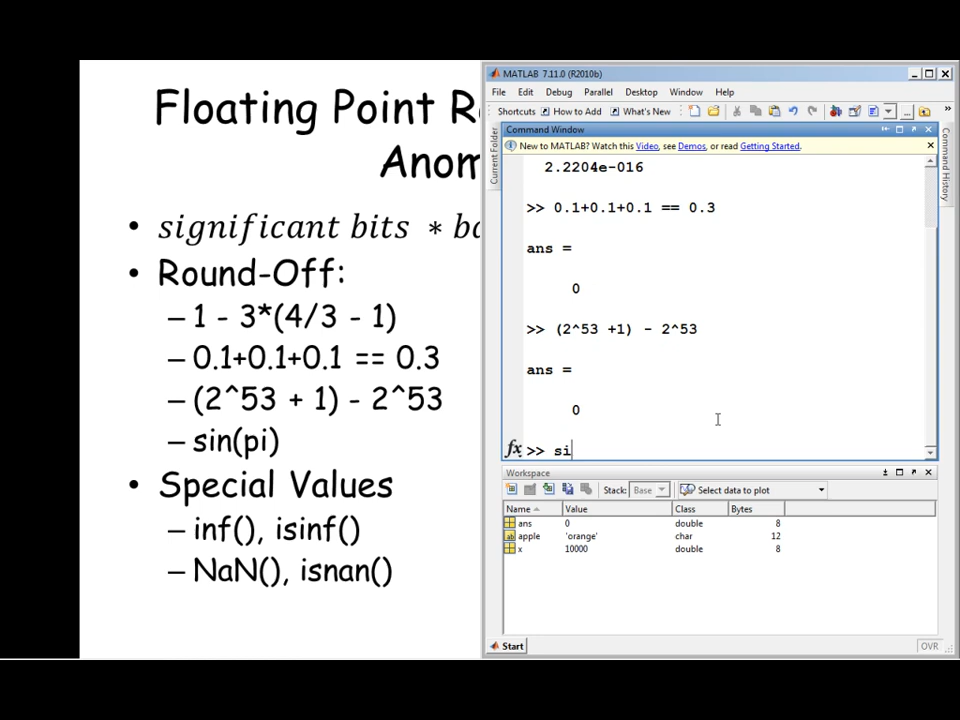 Floating Point R
Anom
• significant bits * b
• Round-Off:
– 1 - 3*(4/3 - 1)
– 0.1+0.1+0.1 == 0.3
– (2^53 + 1) - 2^53
– sin(pi)
• Special Values
– inf(), isinf()
– NaN(), isnan()
MATLAB 7.11.0 (R2010b)
File Edit Debug Parallel Desktop Window Help
Shortcuts How to Add What's New
Current Folder
Command Window
New to MATLAB? Watch this Video, see Demos, or read Getting Started.
2.2204e-016
>> 0.1+0.1+0.1 == 0.3
ans =
0
>> (2^53 +1) - 2^53
ans =
0
fx >> si
Command History
Workspace
Stack: Base Select data to plot
Name Value Class Bytes
ans 0 double 8
ab apple 'orange' char 12
x 10000 double 8
Start
OVR